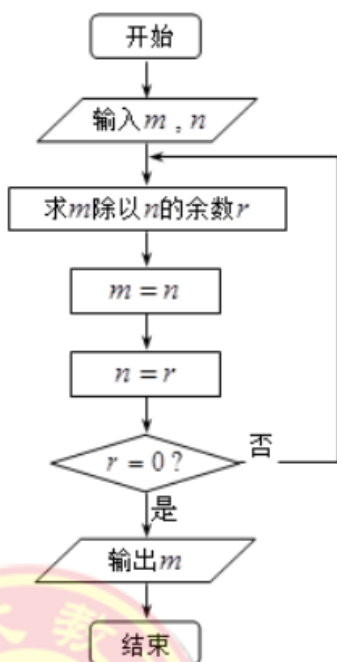 开始
输入m，n
求m除以n的余数r
m=n
n=r
r=0？
否
是
输出m
结束